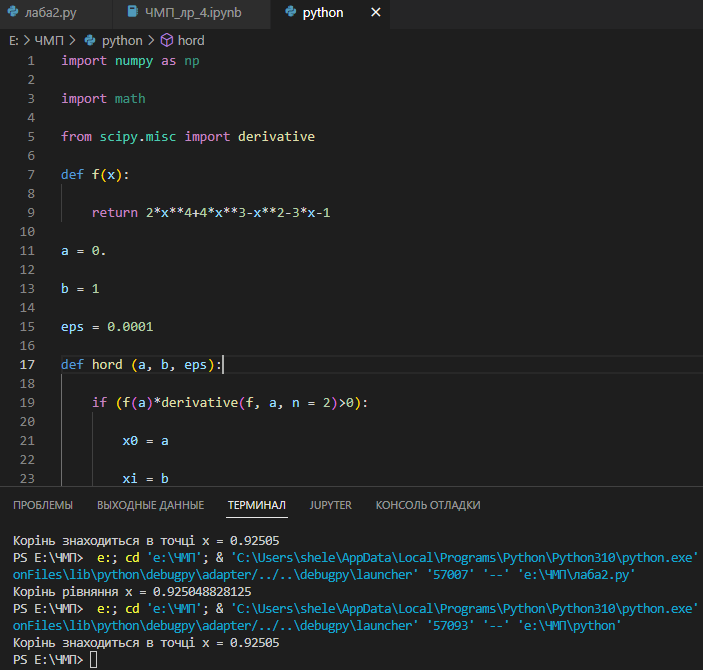 лаба2.py
ЧМП_лр_4.ipynb
python
E: > ЧМП > python > hord
1 import numpy as np
2
3 import math
4
5 from scipy.misc import derivative
6
7 def f(x):
8
9 return 2*x**4+4*x**3-x**2-3*x-1
10
11 a = 0.
12
13 b = 1
14
15 eps = 0.0001
16
17 def hord (a, b, eps):
18
19 if (f(a)*derivative(f, a, n = 2)>0):
20
21 x0 = a
22
23 xi = b
ПРОБЛЕМЫ ВЫХОДНЫЕ ДАННЫЕ ТЕРМИНАЛ JUPYTER КОНСОЛЬ ОТЛАДКИ
Корінь знаходиться в точці x = 0.92505
PS E:\ЧМП> e:; cd 'e:\ЧМП'; & 'C:\Users\shele\AppData\Local\Programs\Python\Python310\python.exe'
onFiles\lib\python\debugpy\adapter/../..\debugpy\launcher' '57007' '--' 'e:\ЧМП\лаба2.py'
Корінь рівняння x = 0.925048828125
PS E:\ЧМП> e:; cd 'e:\ЧМП'; & 'C:\Users\shele\AppData\Local\Programs\Python\Python310\python.exe'
onFiles\lib\python\debugpy\adapter/../..\debugpy\launcher' '57093' '--' 'e:\ЧМП\python'
Корінь знаходиться в точці x = 0.92505
PS E:\ЧМП>